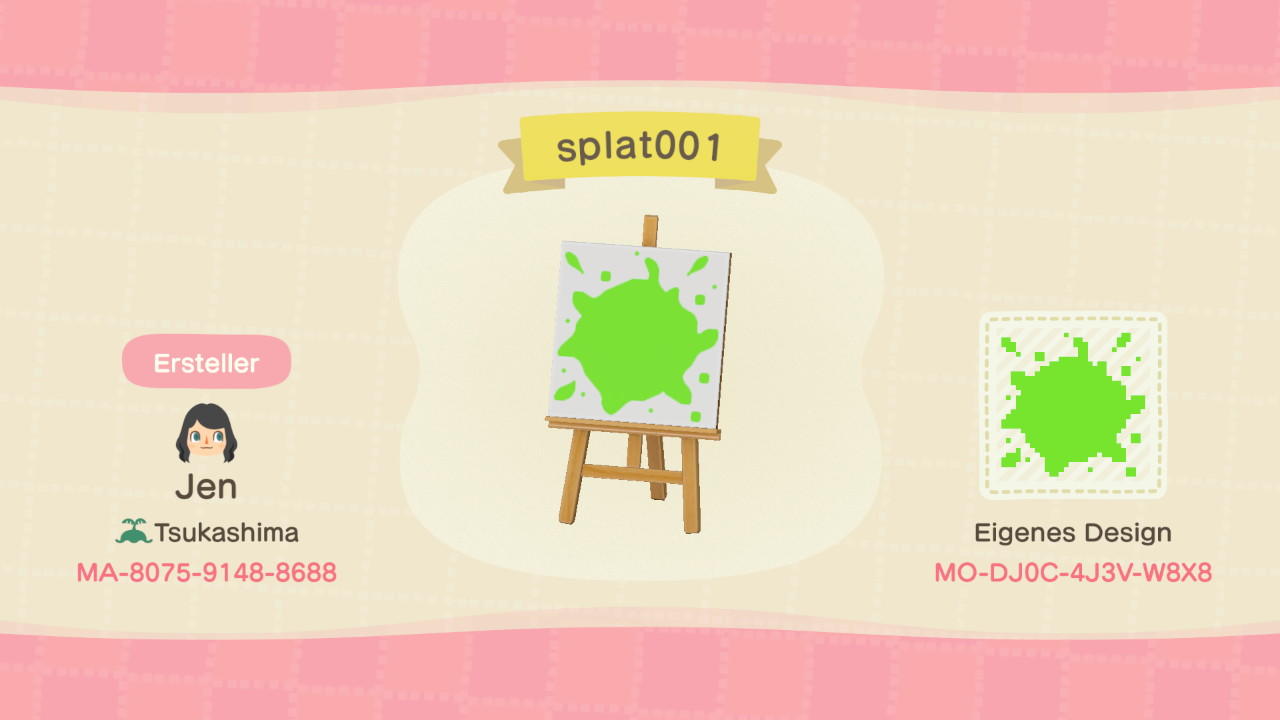 splat001
Ersteller
Jen
Tsukashima
MA-8075-9148-8688
Eigenes Design
MO-DJ0C-4J3V-W8X8